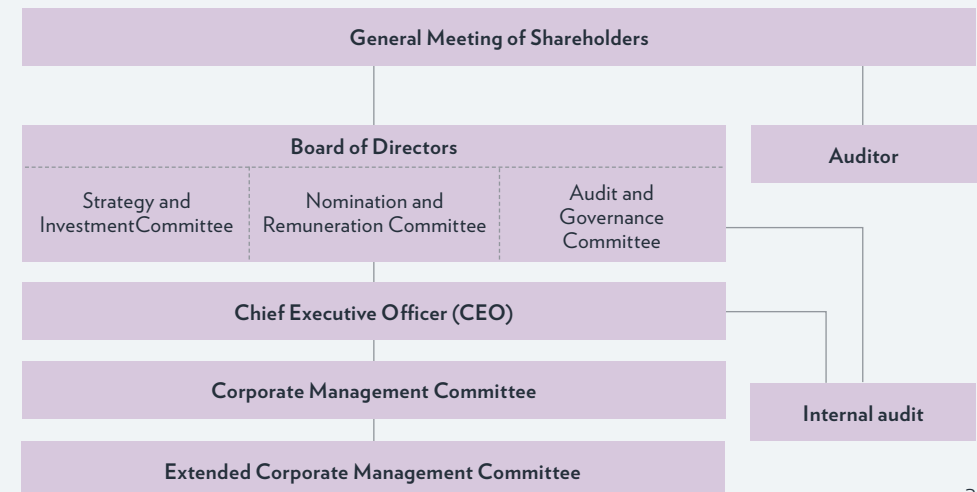 General Meeting of Shareholders
Board of Directors
Auditor
Strategy and
InvestmentCommittee
Nomination and
Remuneration Committee
Audit and
Governance
Committee
Chief Executive Officer (CEO)
Corporate Management Committee
Internal audit
Extended Corporate Management Committee